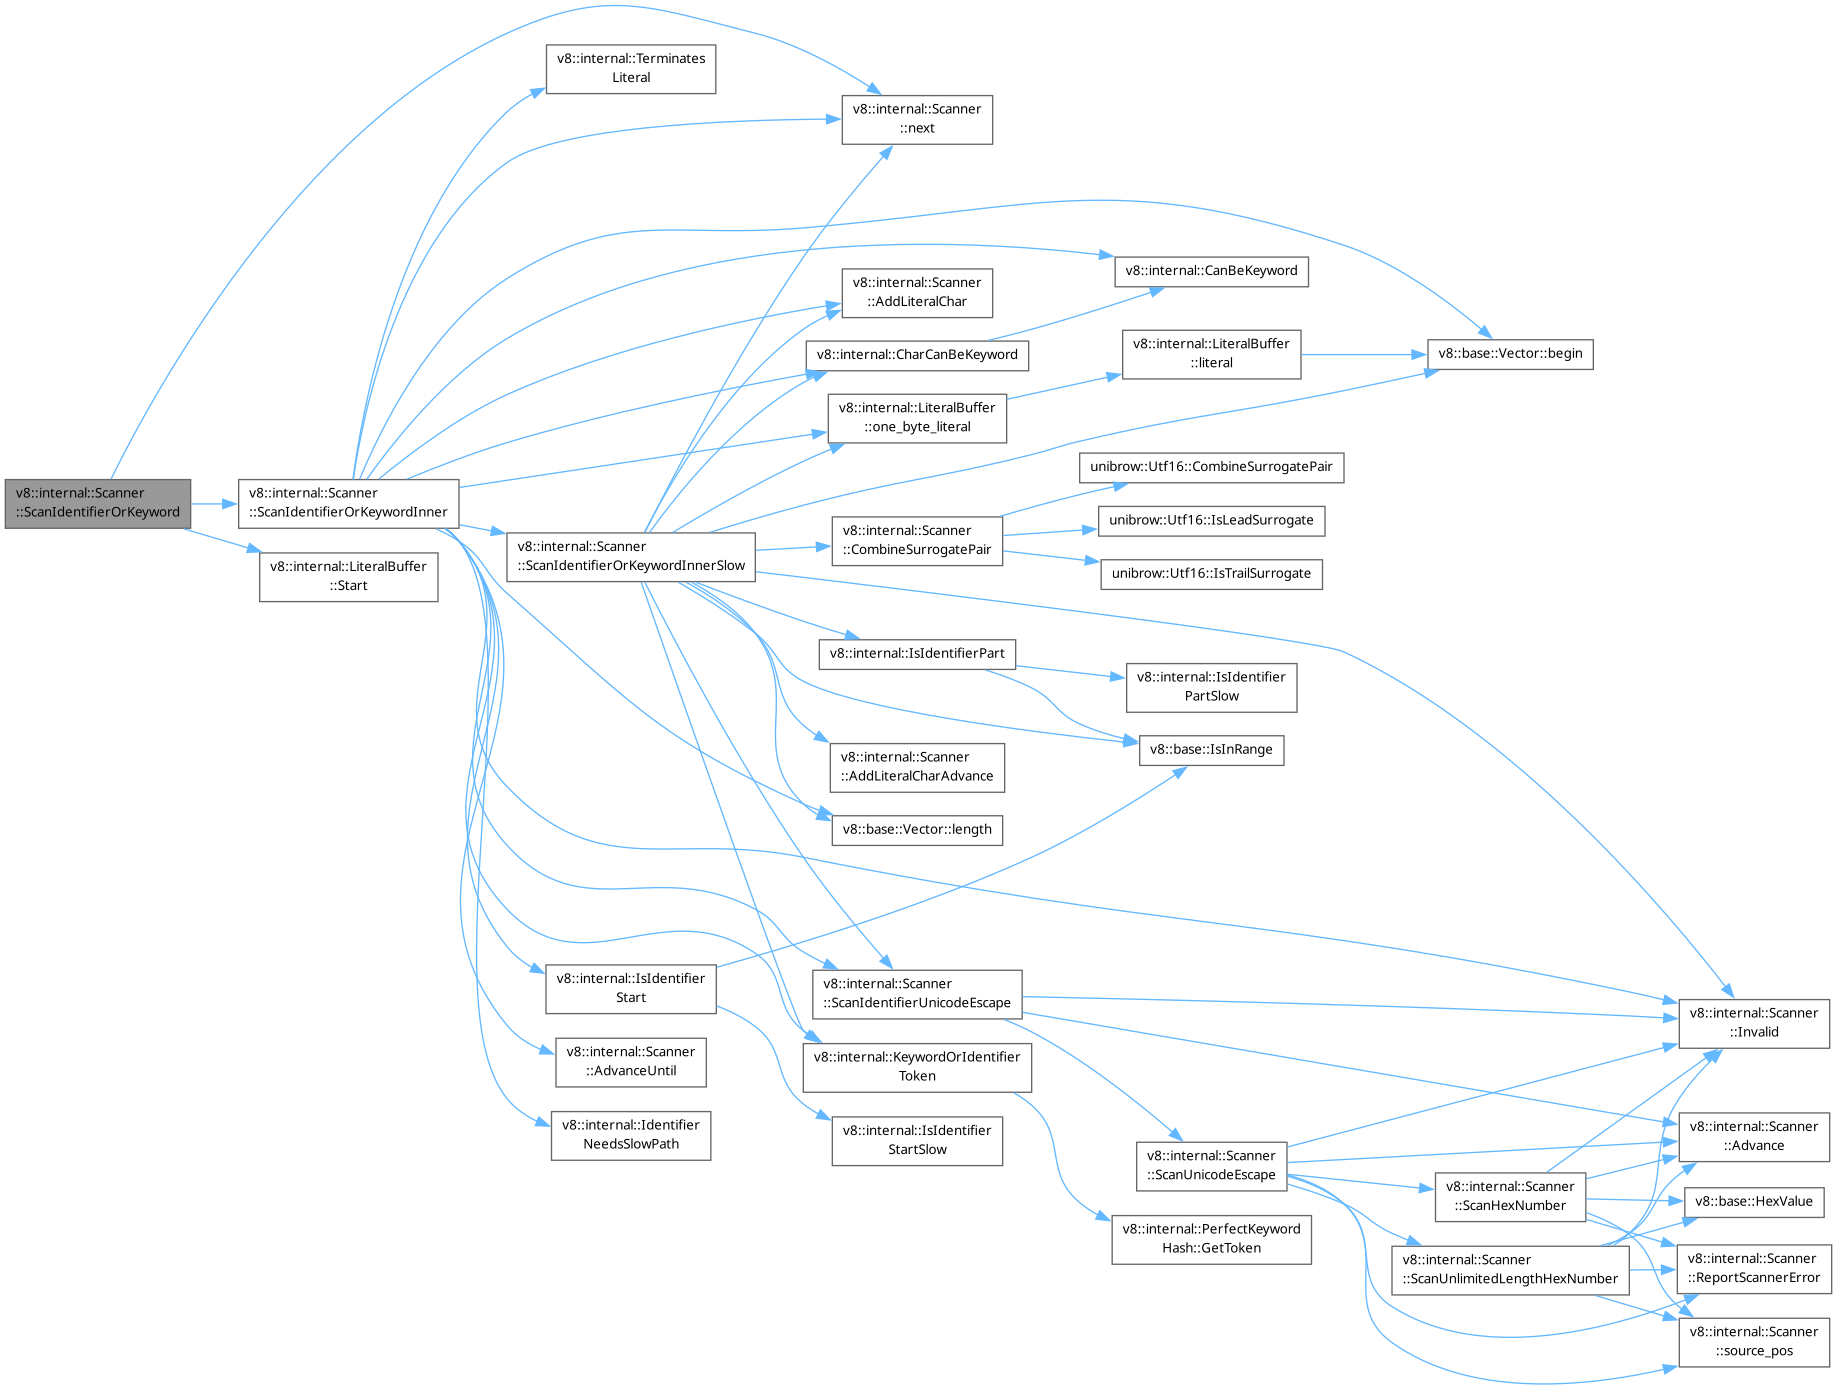 v8::internal::Terminates
Literal
v8::internal::Scanner
::next
v8::internal::CanBeKeyword
v8::internal::Scanner
::AddLiteralChar
v8::internal::CharCanBeKeyword
v8::internal::LiteralBuffer
::literal
v8::base::Vector::begin
v8::internal::LiteralBuffer
::one_byte_literal
unibrow::Utf16::CombineSurrogatePair
v8::internal::Scanner
::ScanIdentifierOrKeyword
v8::internal::Scanner
::ScanIdentifierOrKeywordInner
unibrow::Utf16::IsLeadSurrogate
v8::internal::Scanner
::ScanIdentifierOrKeywordInnerSlow
v8::internal::Scanner
::CombineSurrogatePair
unibrow::Utf16::IsTrailSurrogate
v8::internal::LiteralBuffer
::Start
v8::internal::IsIdentifierPart
v8::internal::IsIdentifier
PartSlow
v8::base::IsInRange
v8::internal::Scanner
::AddLiteralCharAdvance
v8::base::Vector::length
v8::internal::IsIdentifier
Start
v8::internal::Scanner
::ScanIdentifierUnicodeEscape
v8::internal::Scanner
::Invalid
v8::internal::Scanner
::AdvanceUntil
v8::internal::KeywordOrIdentifier
Token
v8::internal::Identifier
NeedsSlowPath
v8::internal::IsIdentifier
StartSlow
v8::internal::Scanner
::Advance
v8::internal::Scanner
::ScanUnicodeEscape
v8::internal::Scanner
::ScanHexNumber
v8::base::HexValue
v8::internal::PerfectKeyword
Hash::GetToken
v8::internal::Scanner
::ScanUnlimitedLengthHexNumber
v8::internal::Scanner
::ReportScannerError
v8::internal::Scanner
::source_pos